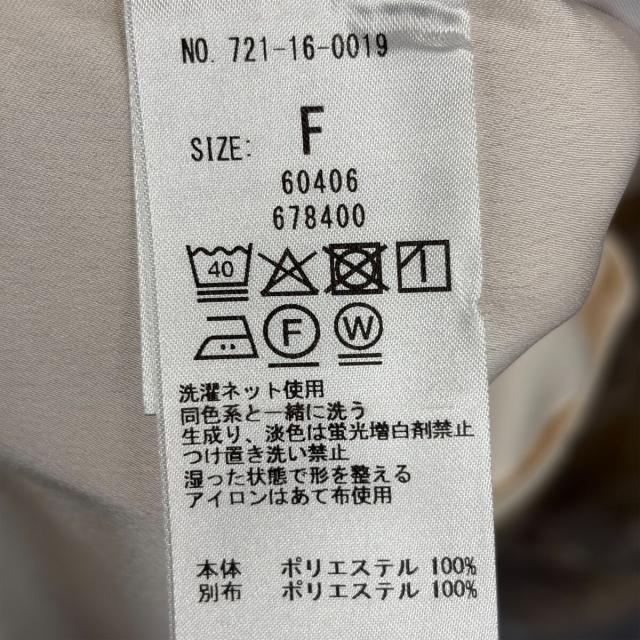 NO. 721-16-0019
SIZE: F
60406
678400
40
F W
洗濯ネット使用
同色系と一緒に洗う
生成り、淡色は蛍光増白剤禁止
つけ置き洗い禁止
湿った状態で形を整える
アイロンはあて布使用
本体 ポリエステル 100%
別布 ポリエステル 100%